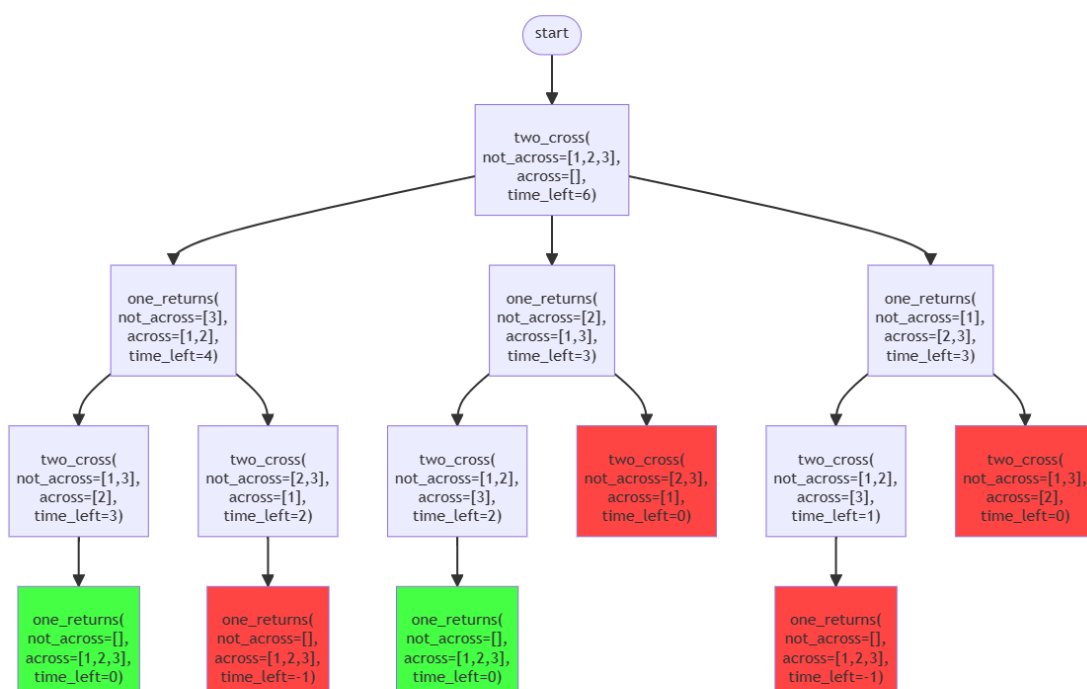 start
two_cross(
not_across=[1,2,3],
across=[],
time_left=6)
one_returns(
not_across=[3],
across=[1,2],
time_left=4)
one_returns(
not_across=[2],
across=[1,3],
time_left=3)
one_returns(
not_across=[1],
across=[2,3],
time_left=3)
two_cross(
not_across=[1,3],
across=[2],
time_left=3)
two_cross(
not_across=[2,3],
across=[1],
time_left=2)
two_cross(
not_across=[1,2],
across=[3],
time_left=2)
two_cross(
not_across=[2,3],
across=[1],
time_left=0)
two_cross(
not_across=[1,2],
across=[3],
time_left=1)
two_cross(
not_across=[1,3],
across=[2],
time_left=0)
one_returns(
not_across=[],
across=[1,2,3],
time_left=0)
one_returns(
not_across=[],
across=[1,2,3],
time_left=-1)
one_returns(
not_across=[],
across=[1,2,3],
time_left=0)
one_returns(
not_across=[],
across=[1,2,3],
time_left=-1)